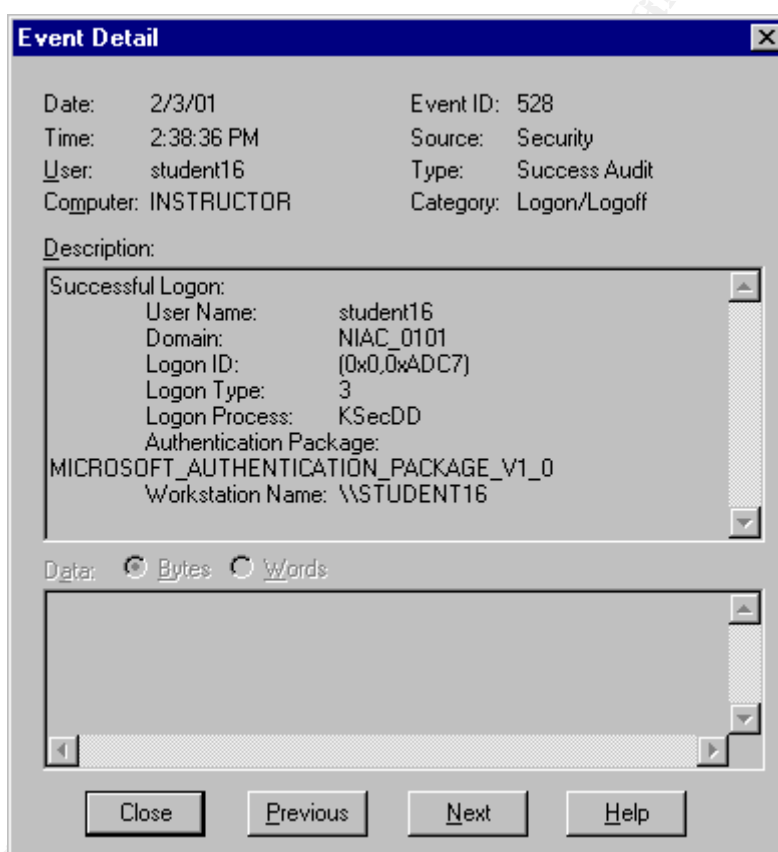 Event Detail
Date: 2/3/01 Event ID: 528
Time: 2:38:36 PM Source: Security
User: student16 Type: Success Audit
Computer: INSTRUCTOR Category: Logon/Logoff
Description:
Successful Logon:
User Name: student16
Domain: NIAC_0101
Logon ID: (0x0,0xADC7)
Logon Type: 3
Logon Process: KSecDD
Authentication Package:
MICROSOFT_AUTHENTICATION_PACKAGE_V1_0
Workstation Name: \\STUDENT16
Data: Bytes Words
Close Previous Next Help